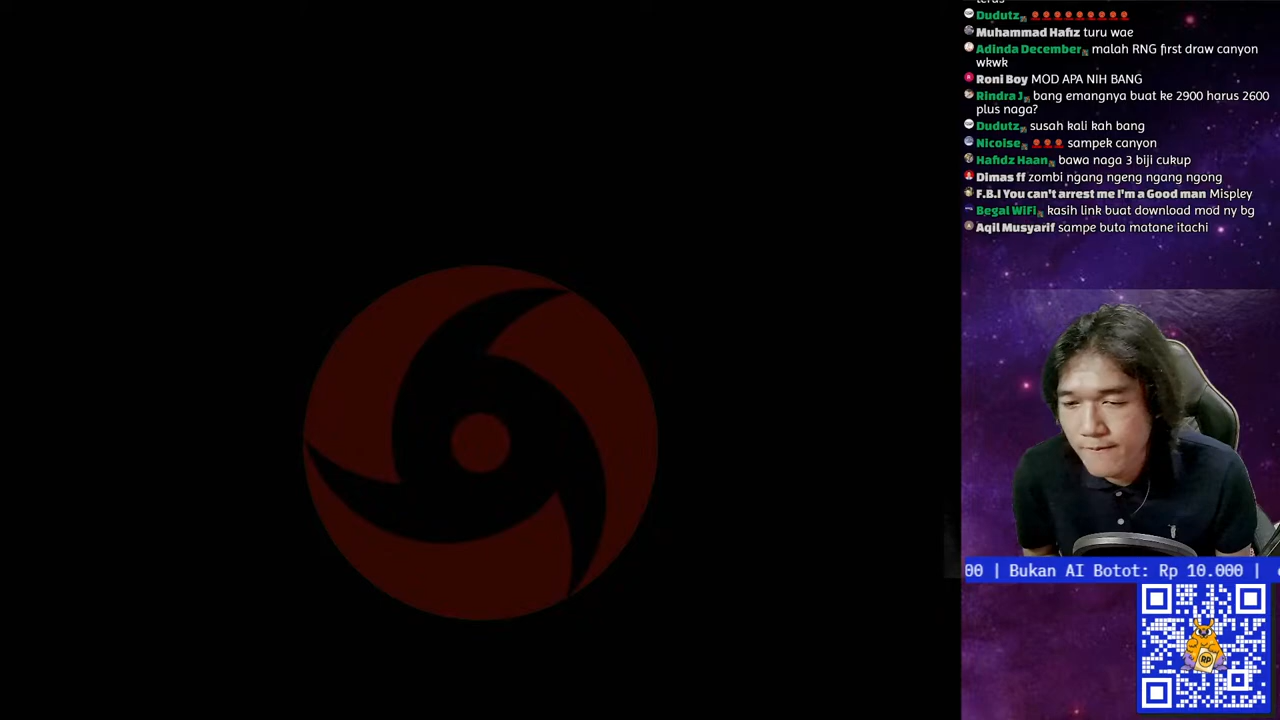 terus
Dudutz
Muhammad Hafiz turu wae
Adinda December malah RNG first draw canyon
wkwk
Roni Boy MOD APA NIH BANG
Rindra J. bang emangnya buat ke 2900 harus 2600
plus naga?
Dudutz susah kali kah bang
Nicoise sampek canyon
Hafidz Haan bawa naga 3 biji cukup
Dimas ff zombi ngang ngeng ngang ngong
F.B.I You can't arrest me I'm a Good man Mispley
Begal WiFi kasih link buat download mod ny bg
Aqil Musyarif sampe buta matane itachi
00 | Bukan AI Botot: Rp 10.000 |
RP